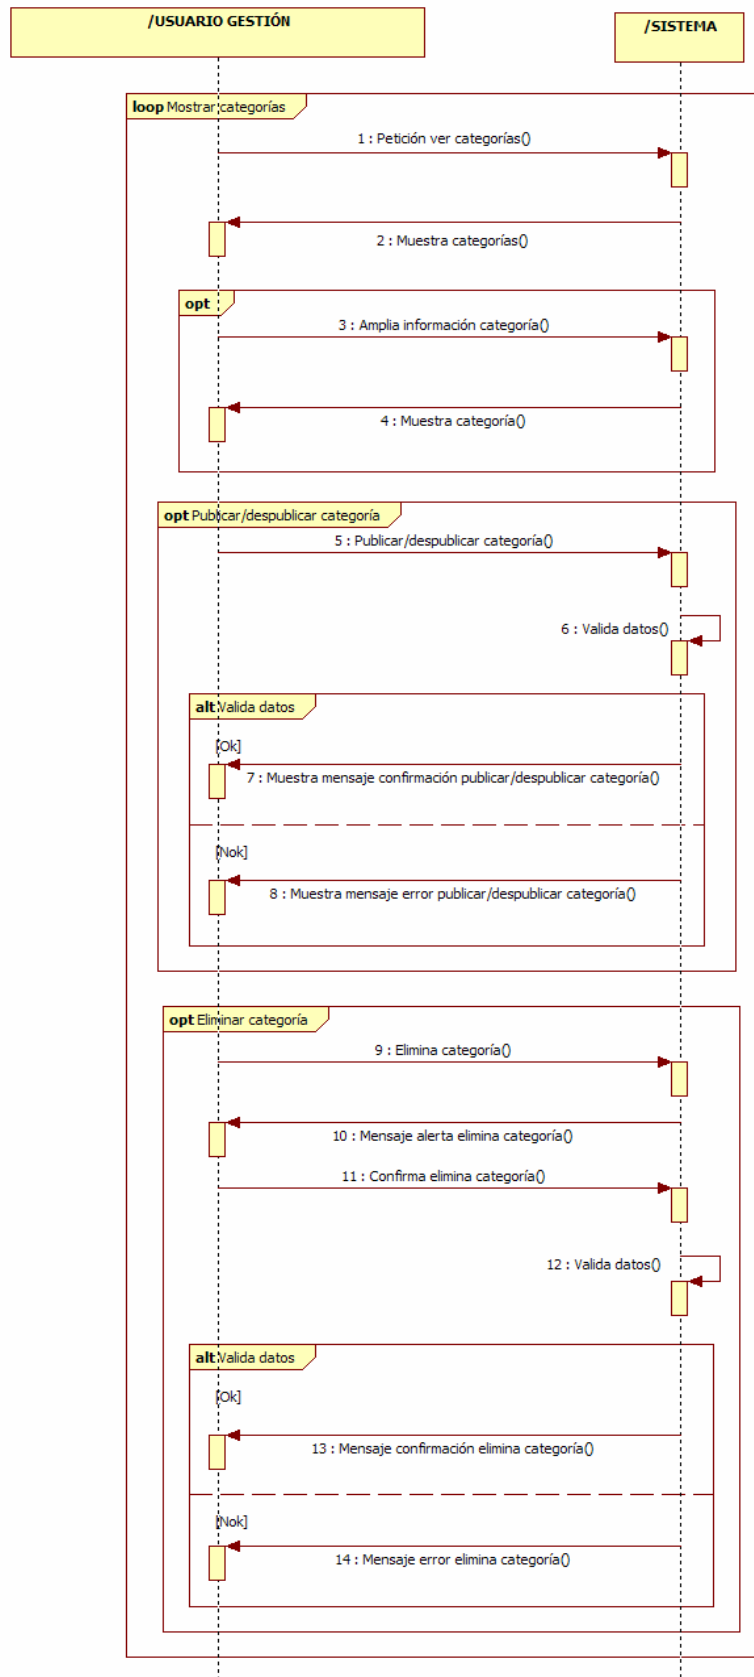 /USUARIO GESTIÓN
/SISTEMA
loop Mostrar categorías
1 : Petición ver categorías()
2 : Muestra categorías()
opt
3 : Amplia información categoría()
4 : Muestra categoría()
opt Publicar/despublicar categoría
5 : Publicar/despublicar categoría()
6 : Valida datos()
alt Valida datos
[Ok]
7 : Muestra mensaje confirmación publicar/despublicar categoría()
[Nok]
8 : Muestra mensaje error publicar/despublicar categoría()
opt Eliminar categoría
9 : Elimina categoría()
10 : Mensaje alerta elimina categoría()
11 : Confirma elimina categoría()
12 : Valida datos()
alt Valida datos
[Ok]
13 : Mensaje confirmación elimina categoría()
[Nok]
14 : Mensaje error elimina categoría()